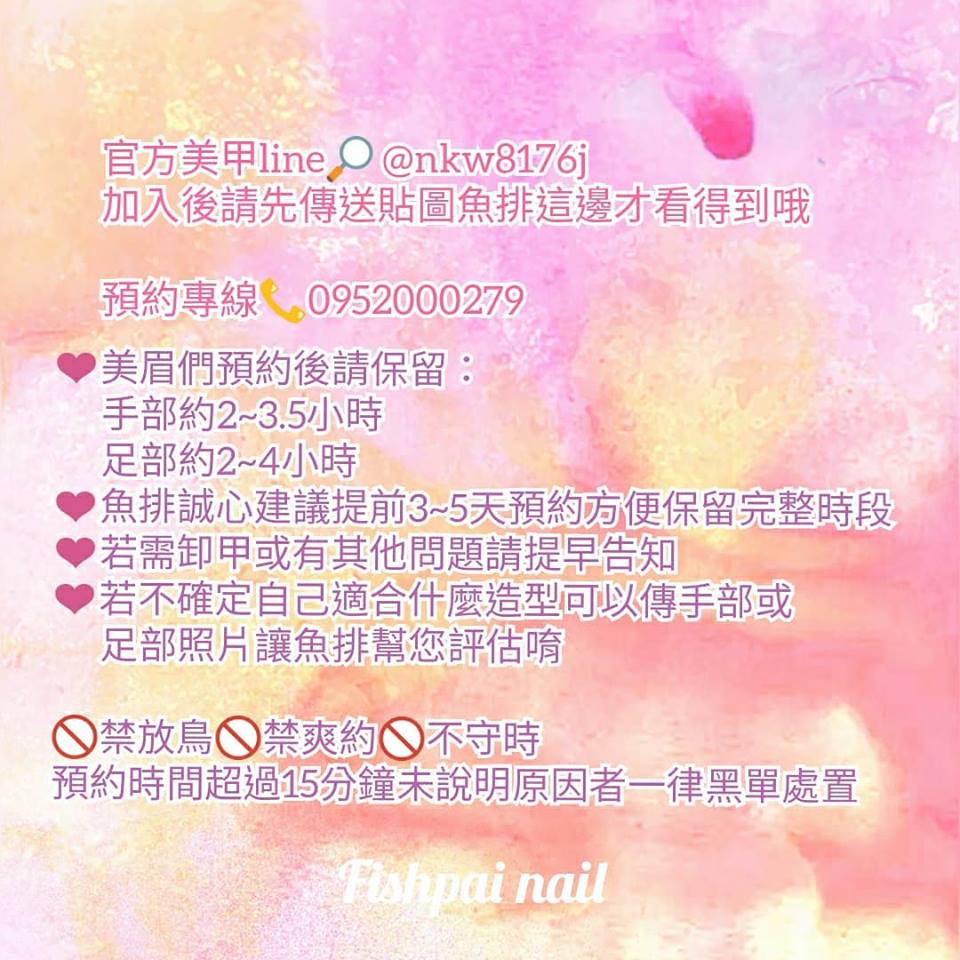 官方美甲line🔎@nkw8176j
加入後請先傳送貼圖魚排這邊才看得到哦
預約專線📞0952000279
❤美眉們預約後請保留：
手部約2~3.5小時
足部約2~4小時
❤魚排誠心建議提前3~5天預約方便保留完整時段
❤若需卸甲或有其他問題請提早告知
❤若不確定自己適合什麼造型可以傳手部或
足部照片讓魚排幫您評估唷
🚫禁放鳥🚫禁爽約🚫不守時
預約時間超過15分鐘未說明原因者一律黑單處置
Fishpai nail